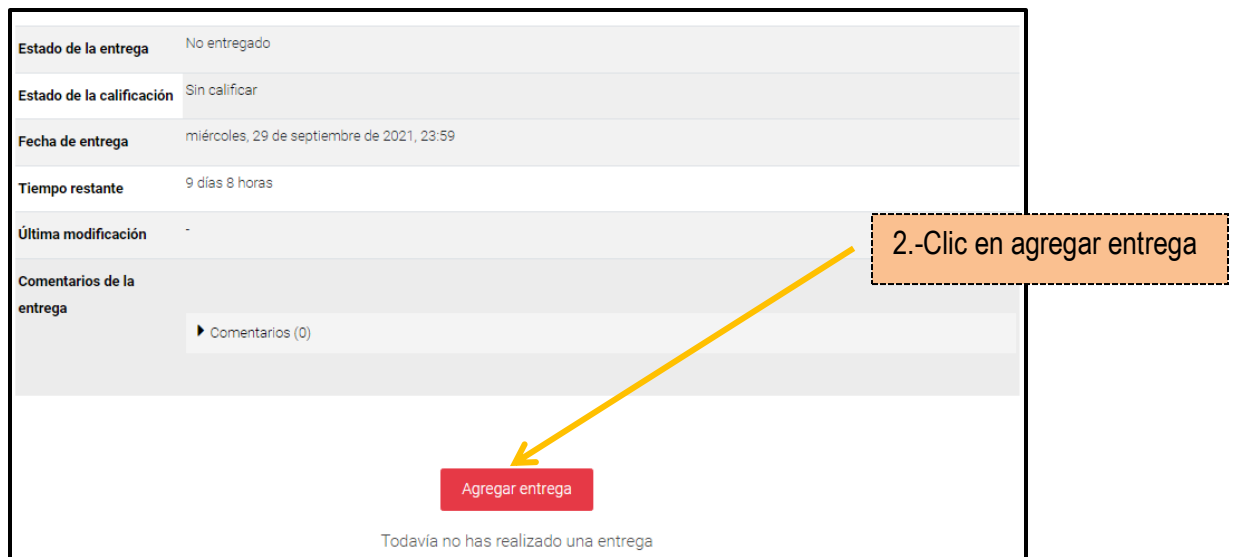 Estado de la entrega No entregado
Estado de la calificación Sin calificar
Fecha de entrega miércoles, 29 de septiembre de 2021, 23:59
Tiempo restante 9 días 8 horas
Última modificación -
2.-Clic en agregar entrega
Comentarios de la
entrega
Comentarios (0)
Agregar entrega
Todavía no has realizado una entrega